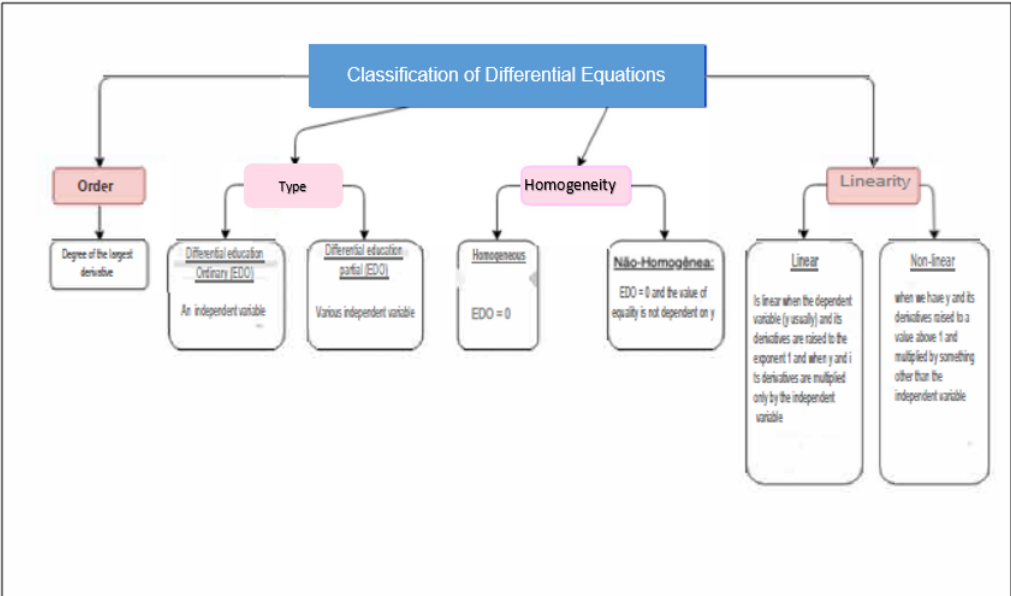 Classification of Differential Equations
Order
Type
Homogeneity
Linearity
Degree of the largest
derivative
Differential education
Ordinary (EDO)
An independent variable
Differential education
partial (EDO)
Various independent variable
Homogeneous
EDO = 0
Não-Homogênea:
EDO = 0 and the value of
equality is not dependent on y
Linear
Is linear when the dependent
variable (y usually) and its
derivatives are raised to the
exponent 1 and when y and i
ts derivatives are multiplied
only by the independent
variable
Non-linear
when we have y and its
derivatives raised to a
value above 1 and
multiplied by something
other than the
independent variable